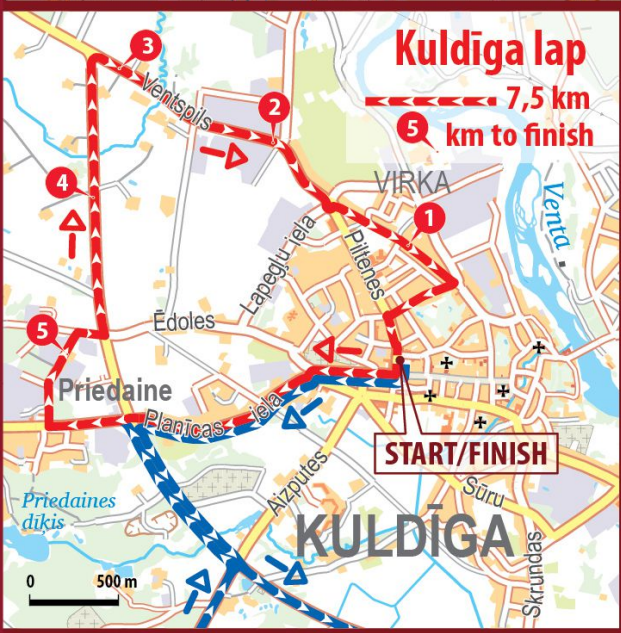 Kuldīga lap
7,5 km
5 km to finish
3
Ventspils
2
VIRKA
4
1
Venta
Lapegļu iela
Piltenes
Ēdoles
5
Priedaine
Planīcas iela
START/FINISH
Aizputes
Sūru
Priedaines
dīķis
KULDĪGA
Skrundas
0 500 m